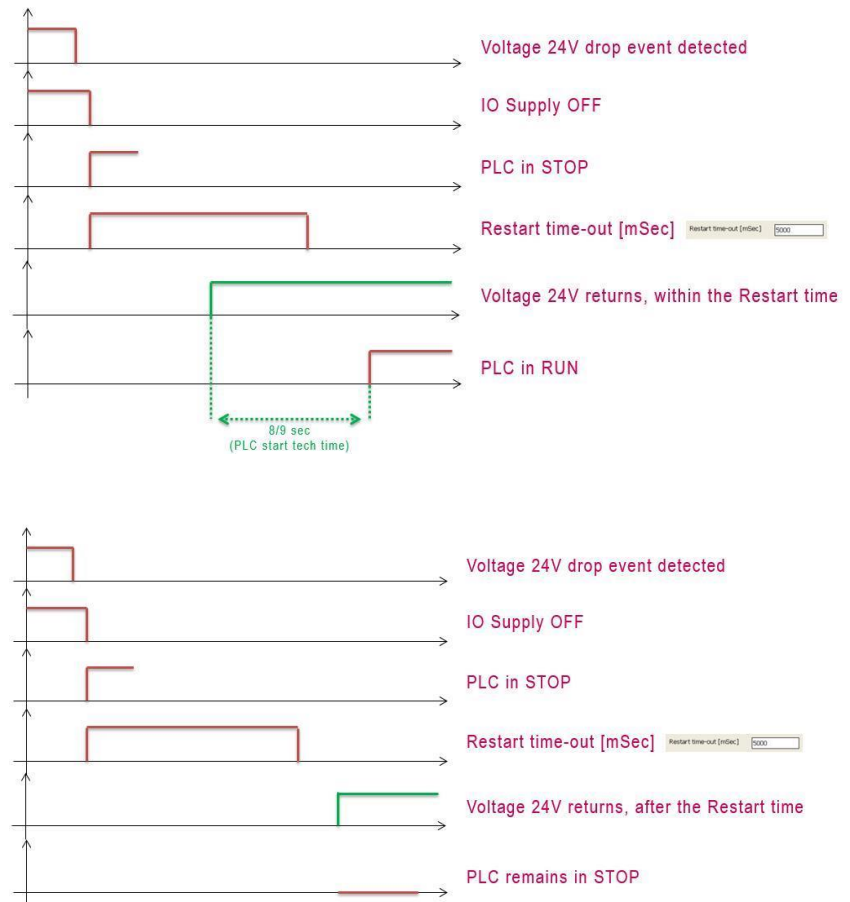 Voltage 24V drop event detected
IO Supply OFF
PLC in STOP
Restart time-out [mSec] Restart time-out [mSec] 5000
Voltage 24V returns, within the Restart time
PLC in RUN
8/9 sec
(PLC start tech time)
Voltage 24V drop event detected
IO Supply OFF
PLC in STOP
Restart time-out [mSec] Restart time-out [mSec] 5000
Voltage 24V returns, after the Restart time
PLC remains in STOP